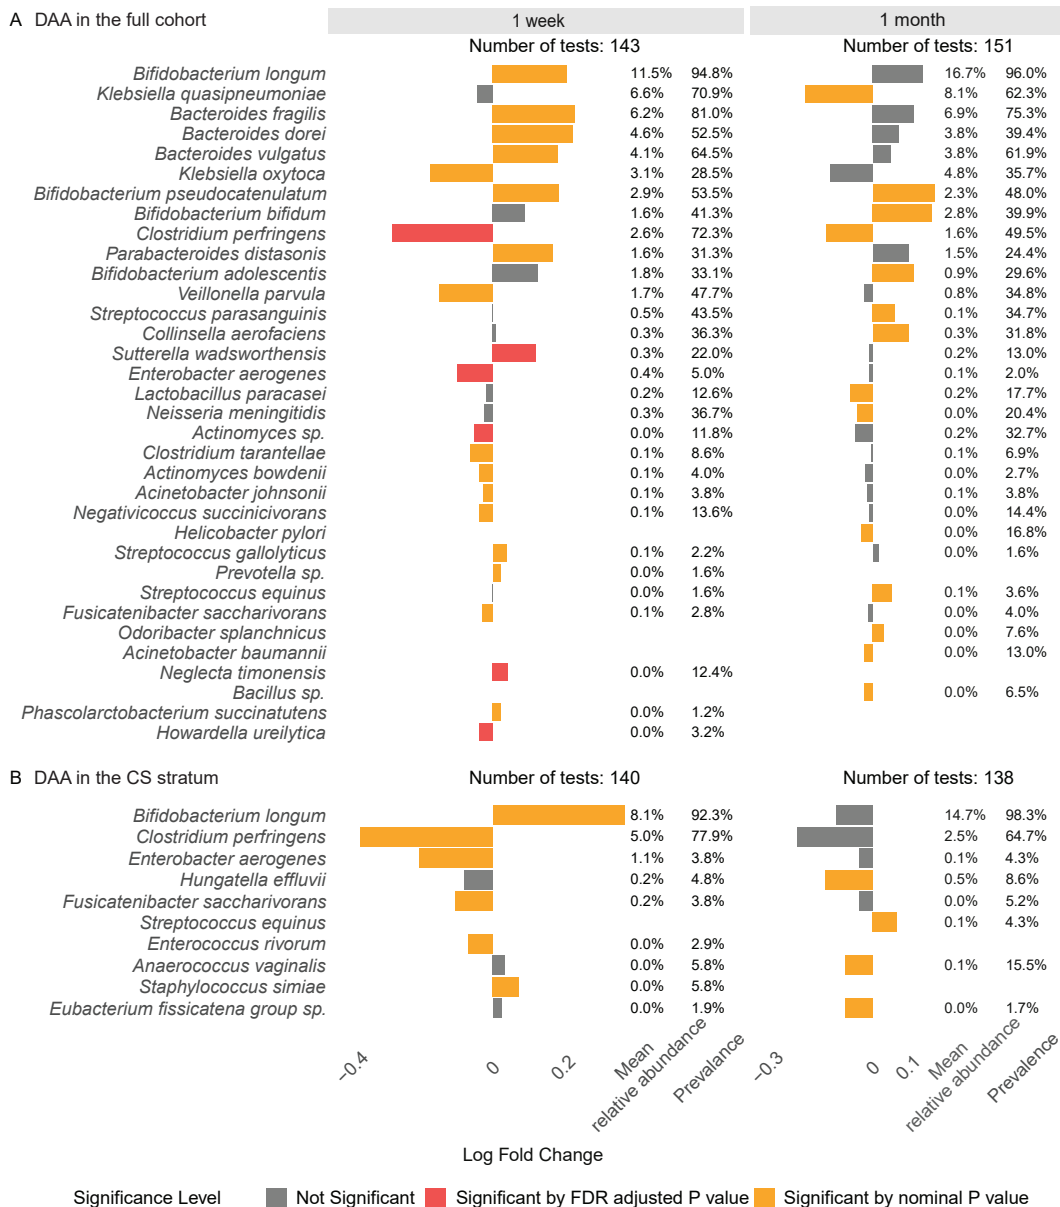 A DAA in the full cohort
1 week
1 month
Number of tests: 143
Number of tests: 151
Bifidobacterium longum 11.5% 94.8% 16.7% 96.0%
Klebsiella quasipneumoniae 6.6% 70.9% 8.1% 62.3%
Bacteroides fragilis 6.2% 81.0% 6.9% 75.3%
Bacteroides dorei 4.6% 52.5% 3.8% 39.4%
Bacteroides vulgatus 4.1% 64.5% 3.8% 61.9%
Klebsiella oxytoca 3.1% 28.5% 4.8% 35.7%
Bifidobacterium pseudocatenulatum 2.9% 53.5% 2.3% 48.0%
Bifidobacterium bifidum 1.6% 41.3% 2.8% 39.9%
Clostridium perfringens 2.6% 72.3% 1.6% 49.5%
Parabacteroides distasonis 1.6% 31.3% 1.5% 24.4%
Bifidobacterium adolescentis 1.8% 33.1% 0.9% 29.6%
Veillonella parvula 1.7% 47.7% 0.8% 34.8%
Streptococcus parasanguinis 0.5% 43.5% 0.1% 34.7%
Collinsella aerofaciens 0.3% 36.3% 0.3% 31.8%
Sutterella wadsworthensis 0.3% 22.0% 0.2% 13.0%
Enterobacter aerogenes 0.4% 5.0% 0.1% 2.0%
Lactobacillus paracasei 0.2% 12.6% 0.2% 17.7%
Neisseria meningitidis 0.3% 36.7% 0.0% 20.4%
Actinomyces sp. 0.0% 11.8% 0.2% 32.7%
Clostridium tarantellae 0.1% 8.6% 0.1% 6.9%
Actinomyces bowdenii 0.1% 4.0% 0.0% 2.7%
Acinetobacter johnsonii 0.1% 3.8% 0.1% 3.8%
Negativicoccus succinicivorans 0.1% 13.6% 0.0% 14.4%
Helicobacter pylori 0.0% 16.8%
Streptococcus gallolyticus 0.1% 2.2% 0.0% 1.6%
Prevotella sp. 0.0% 1.6%
Streptococcus equinus 0.0% 1.6% 0.1% 3.6%
Fusicatenibacter saccharivorans 0.1% 2.8% 0.0% 4.0%
Odoribacter splanchnicus 0.0% 7.6%
Acinetobacter baumannii 0.0% 13.0%
Neglecta timonensis 0.0% 12.4%
Bacillus sp. 0.0% 6.5%
Phascolarctobacterium succinatutens 0.0% 1.2%
Howardella ureilytica 0.0% 3.2%
B DAA in the CS stratum
Number of tests: 140
Number of tests: 138
Bifidobacterium longum 8.1% 92.3% 14.7% 98.3%
Clostridium perfringens 5.0% 77.9% 2.5% 64.7%
Enterobacter aerogenes 1.1% 3.8% 0.1% 4.3%
Hungatella effluvii 0.2% 4.8% 0.5% 8.6%
Fusicatenibacter saccharivorans 0.2% 3.8% 0.0% 5.2%
Streptococcus equinus 0.1% 4.3%
Enterococcus rivorum 0.0% 2.9%
Anaerococcus vaginalis 0.0% 5.8% 0.1% 15.5%
Staphylococcus simiae 0.0% 5.8%
Eubacterium fissicatena group sp. 0.0% 1.9% 0.0% 1.7%
−0.4
0
0.2
Mean
relative abundance
Prevalance
−0.3
0
0.1
Mean
relative abundance
Prevalence
Log Fold Change
Significance Level
Not Significant
Significant by FDR adjusted P value
Significant by nominal P value